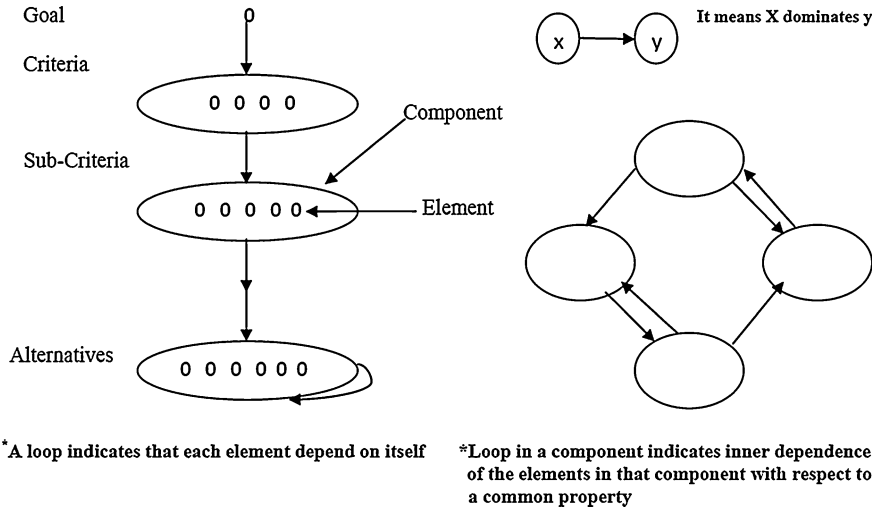 Goal
0
Criteria
0 0 0 0
Component
Sub-Criteria
0 0 0 0 0
Element
Alternatives
0 0 0 0 0 0
*A loop indicates that each element depend on itself
x
y
It means X dominates y
*Loop in a component indicates inner dependence
of the elements in that component with respect to
a common property